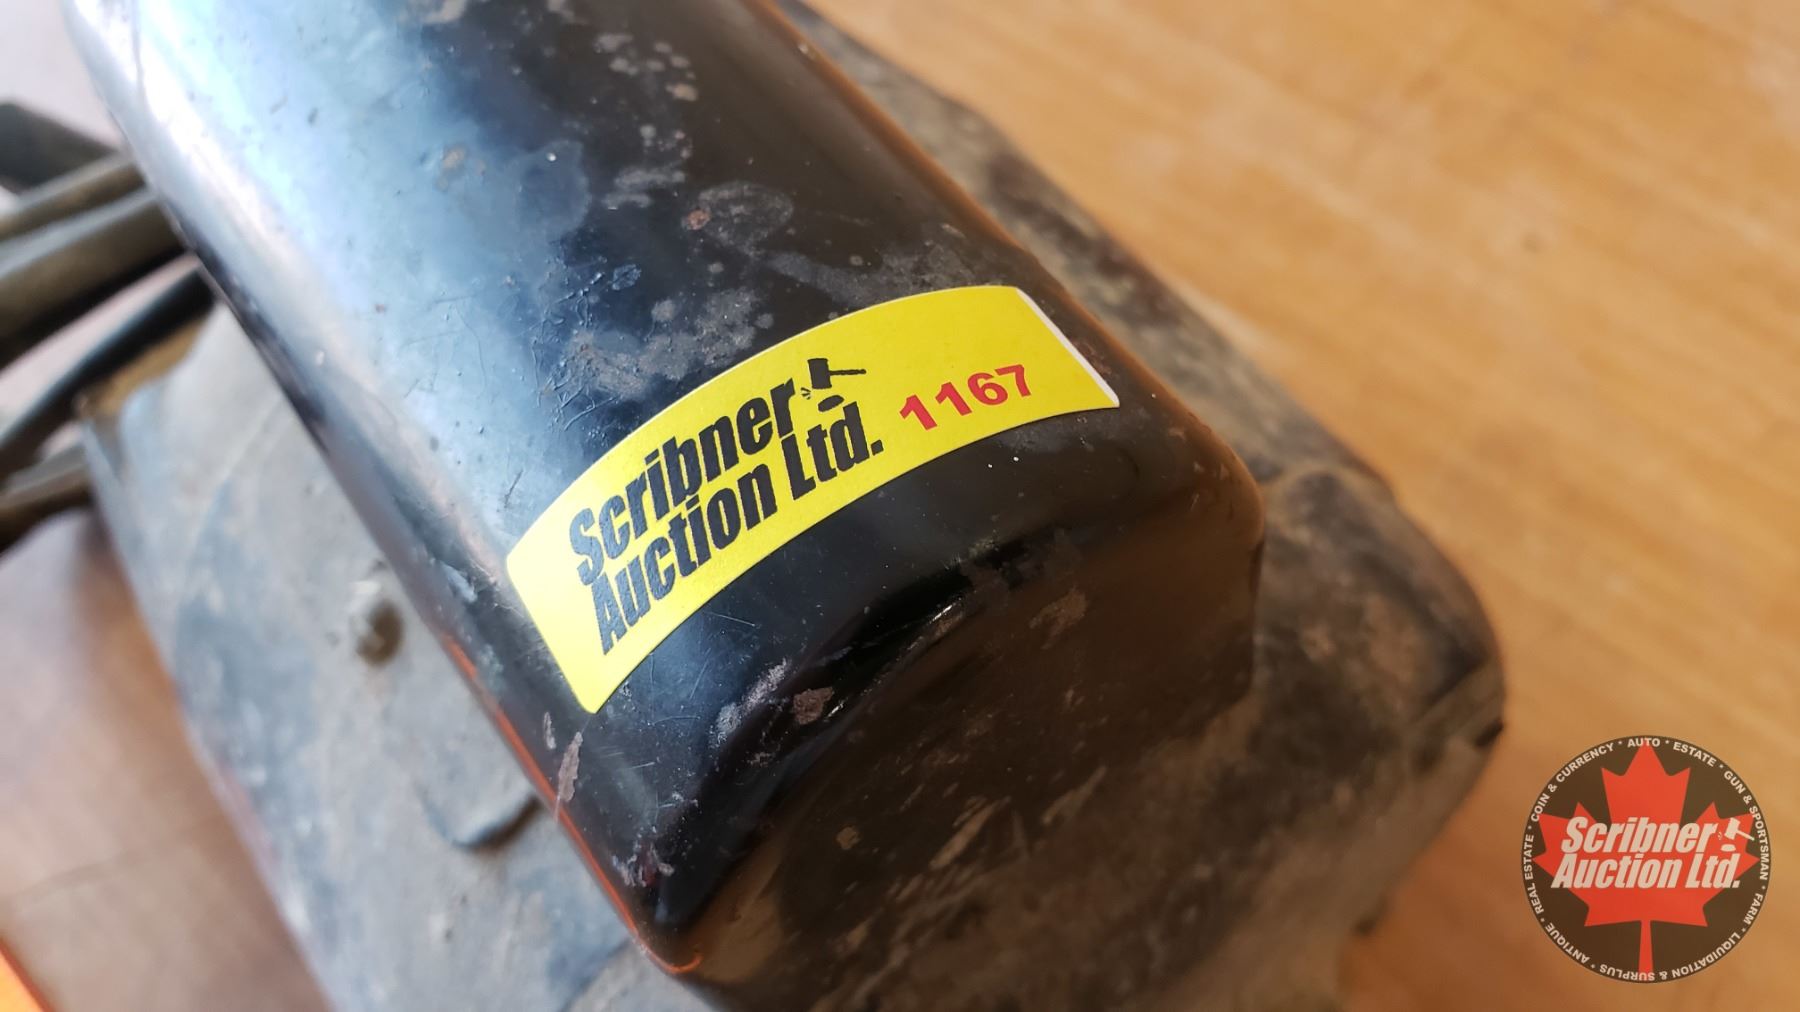 Scribner
Auction Ltd. 1167
REAL ESTATE * COIN & CURRENCY * AUTO * ESTATE * GUN & SPORTSMAN * FARM * LIQUIDATION & SURPLUS * ANTIQUE *
Scribner
Auction Ltd.